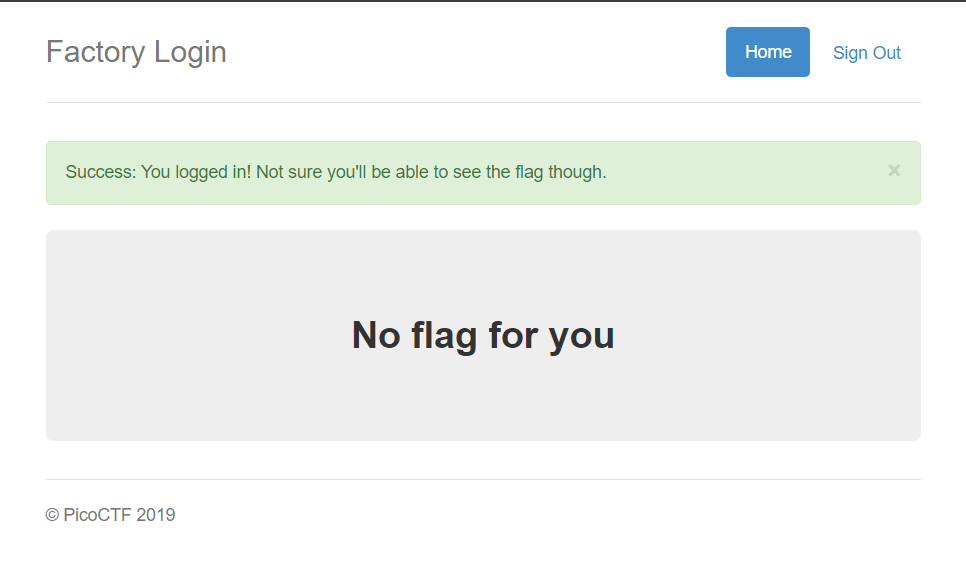 Factory Login
Home
Sign Out
Success: You logged in! Not sure you'll be able to see the flag though.
×
No flag for you
© PicoCTF 2019